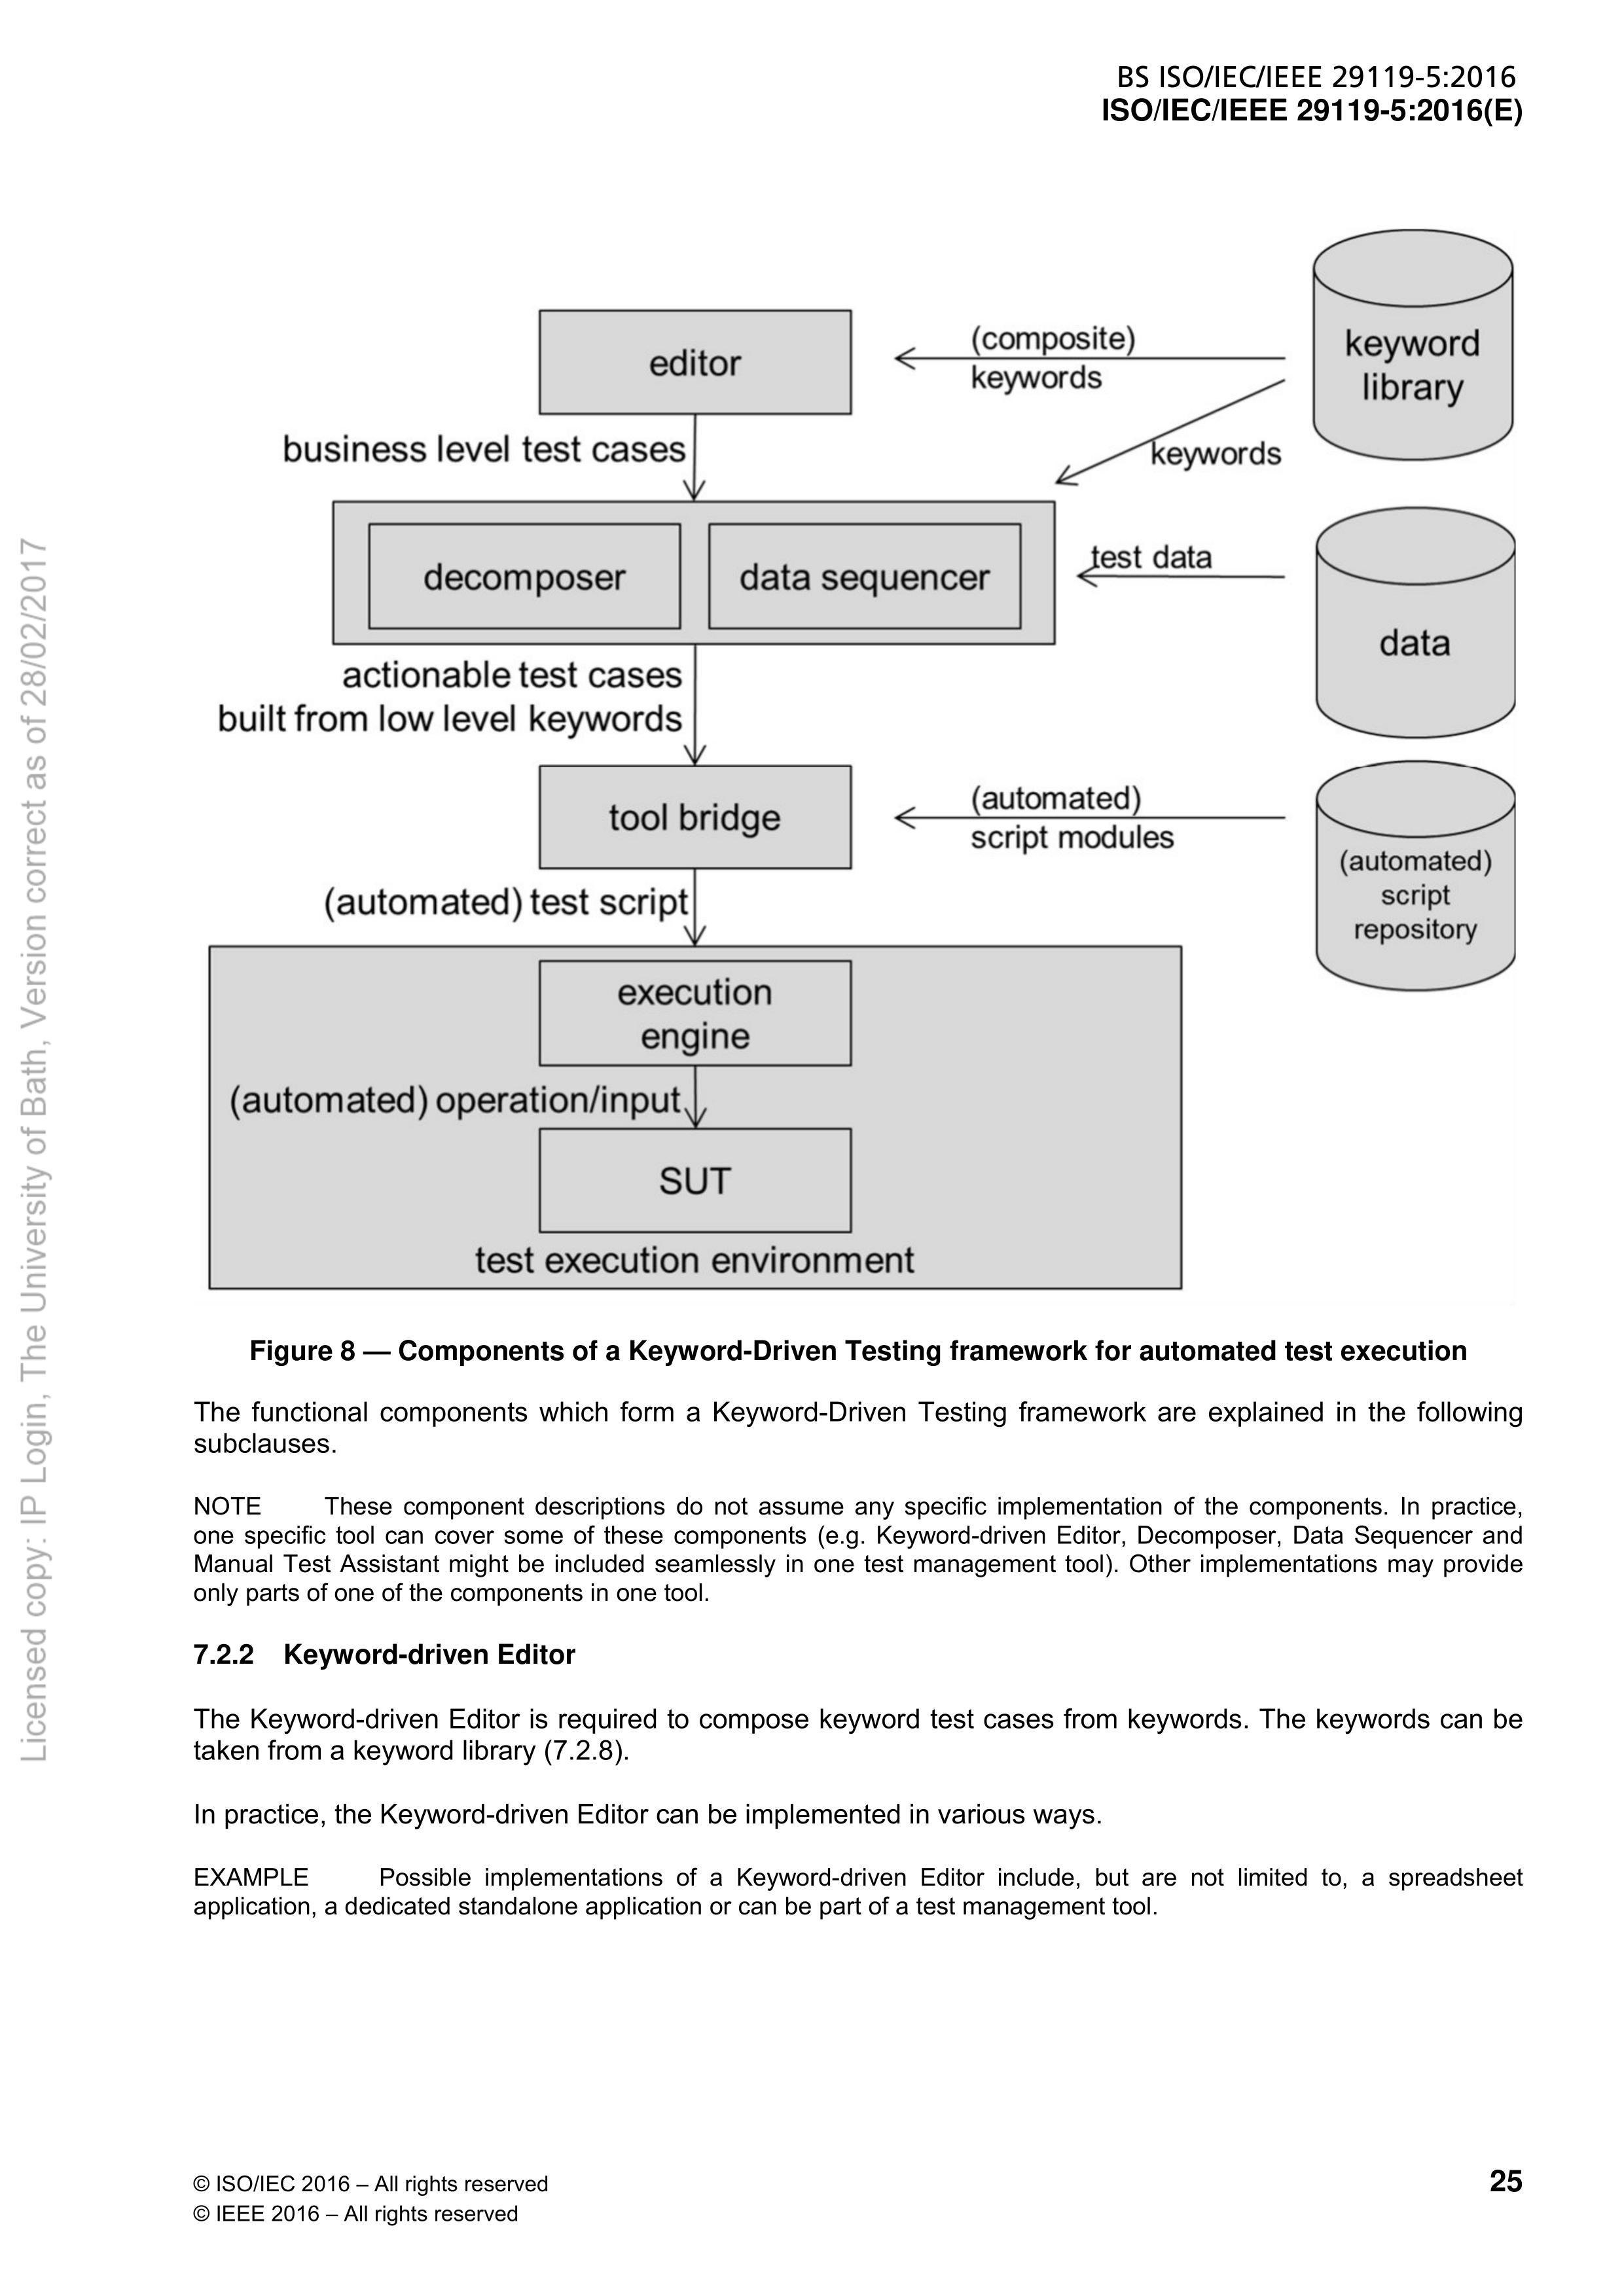 BS ISO/IEC/IEEE 29119-5:2016
ISO/IEC/IEEE 29119-5:2016(E)
editor
(composite)
keywords
keyword
library
business level test cases
keywords
decomposer
data sequencer
test data
data
actionable test cases
built from low level keywords
tool bridge
(automated)
script modules
(automated)
script
repository
(automated) test script
execution
engine
(automated) operation/input
SUT
test execution environment
Figure 8 — Components of a Keyword-Driven Testing framework for automated test execution
The functional components which form a Keyword-Driven Testing framework are explained in the following
subclauses.
NOTE These component descriptions do not assume any specific implementation of the components. In practice,
one specific tool can cover some of these components (e.g. Keyword-driven Editor, Decomposer, Data Sequencer and
Manual Test Assistant might be included seamlessly in one test management tool). Other implementations may provide
only parts of one of the components in one tool.
7.2.2 Keyword-driven Editor
The Keyword-driven Editor is required to compose keyword test cases from keywords. The keywords can be
taken from a keyword library (7.2.8).
In practice, the Keyword-driven Editor can be implemented in various ways.
EXAMPLE Possible implementations of a Keyword-driven Editor include, but are not limited to, a spreadsheet
application, a dedicated standalone application or can be part of a test management tool.
© ISO/IEC 2016 – All rights reserved
© IEEE 2016 – All rights reserved
25
Licensed copy: IP Login, The University of Bath, Version correct as of 28/02/2017